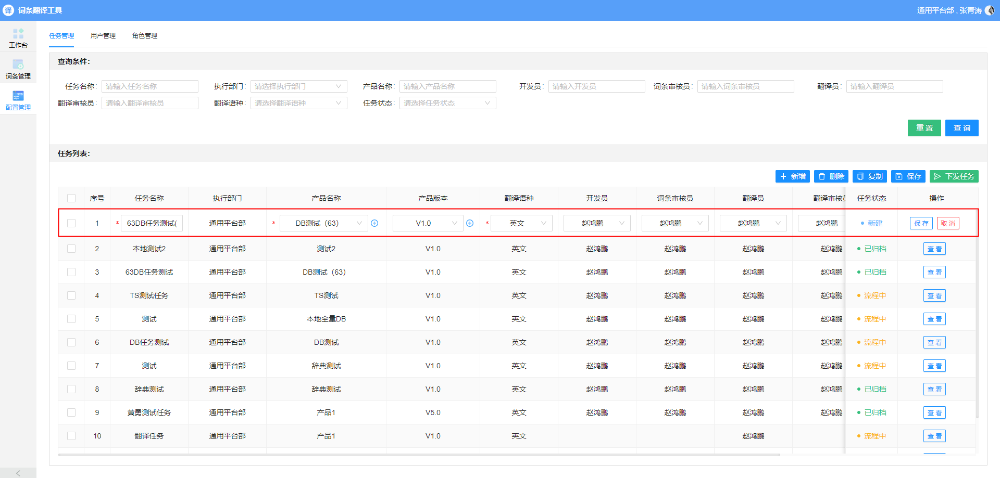 译 词条翻译工具 通用平台部 , 张青涛
工作台
词条管理
SYS
配置管理
任务管理 用户管理 角色管理
查询条件：
任务名称： 请输入任务名称 执行部门： 请选择执行部门 产品名称： 请输入产品名称 开发员： 请输入开发员 词条审核员： 请输入词条审核员 翻译员： 请输入翻译员
翻译审核员： 请输入翻译审核员 翻译语种： 请选择翻译语种 任务状态： 请选择任务状态
重 置 查 询
任务列表：
新增 删除 复制 保存 下发任务
序号 任务名称 执行部门 产品名称 产品版本 翻译语种 开发员 词条审核员 翻译员 翻译审核员 任务状态 操作
1 * 63DB任务测试( 通用平台部 * DB测试（63） V1.0 * 英文 赵鸿鹏 赵鸿鹏 赵鸿鹏 赵鸿鹏 新建 保 存 取 消
2 本地测试2 通用平台部 测试2 V1.0 英文 赵鸿鹏 赵鸿鹏 赵鸿鹏 赵鸿鹏 已归档 查 看
3 63DB任务测试 通用平台部 DB测试（63） V1.0 英文 赵鸿鹏 赵鸿鹏 赵鸿鹏 赵鸿鹏 已归档 查 看
4 TS测试任务 通用平台部 TS测试 V1.0 英文 赵鸿鹏 赵鸿鹏 赵鸿鹏 赵鸿鹏 流程中 查 看
5 测试 通用平台部 本地全量DB V1.0 英文 赵鸿鹏 赵鸿鹏 赵鸿鹏 赵鸿鹏 流程中 查 看
6 DB任务测试 通用平台部 DB测试 V1.0 英文 赵鸿鹏 赵鸿鹏 赵鸿鹏 赵鸿鹏 流程中 查 看
7 测试 通用平台部 辞典测试 V1.0 英文 赵鸿鹏 赵鸿鹏 赵鸿鹏 赵鸿鹏 流程中 查 看
8 辞典测试 通用平台部 辞典测试 V1.0 英文 赵鸿鹏 赵鸿鹏 赵鸿鹏 赵鸿鹏 已归档 查 看
9 黄勇测试任务 通用平台部 产品1 V5.0 英文 赵鸿鹏 赵鸿鹏 赵鸿鹏 赵鸿鹏 已归档 查 看
10 翻译任务 通用平台部 产品1 V1.0 英文 赵鸿鹏 流程中 查 看